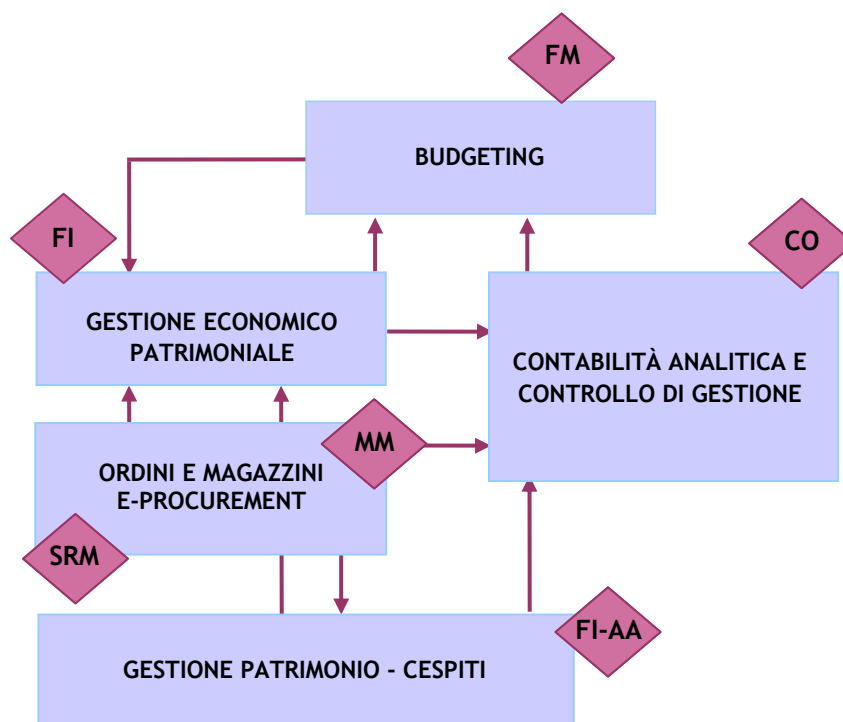 FM
BUDGETING
FI
CO
GESTIONE ECONOMICO
PATRIMONIALE
CONTABILITÀ ANALITICA E
CONTROLLO DI GESTIONE
MM
ORDINI E MAGAZZINI
E-PROCUREMENT
SRM
FI-AA
GESTIONE PATRIMONIO - CESPITI